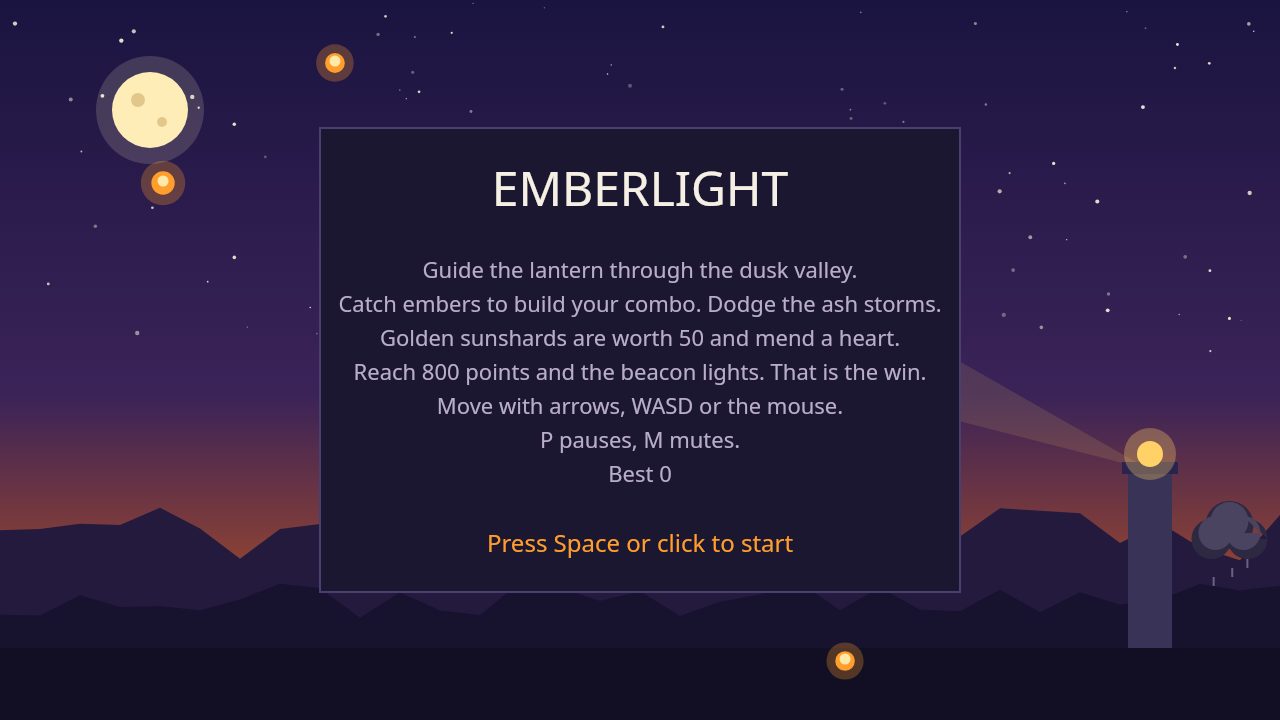 EMBERLIGHT
Guide the lantern through the dusk valley.
Catch embers to build your combo. Dodge the ash storms.
Golden sunshards are worth 50 and mend a heart.
Reach 800 points and the beacon lights. That is the win.
Move with arrows, WASD or the mouse.
P pauses, M mutes.
Best 0
Press Space or click to start